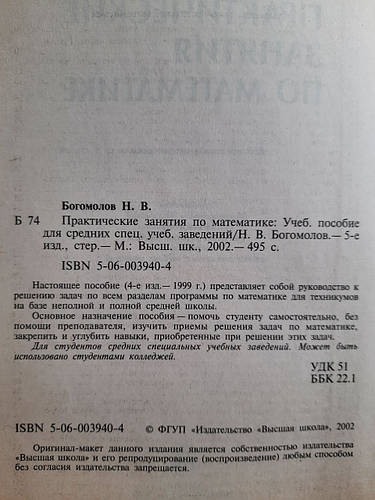 ПРАКТИЧЕСКИЕ
ЗАНЯТИЯ
ПО МАТЕМАТИКЕ
Богомолов Н. В.
Б 74 Практические занятия по математике: Учеб. пособие
для средних спец. учеб. заведений/Н. В. Богомолов.— 5-е
изд., стер.— М.: Высш. шк., 2002.— 495 с.
ISBN 5-06-003940-4
Настоящее пособие (4-е изд.— 1999 г.) представляет собой руководство к
решению задач по всем разделам программы по математике для техникумов
на базе неполной и полной средней школы.
Основное назначение пособия — помочь студенту самостоятельно, без
помощи преподавателя, изучить приемы решения задач по математике,
закрепить и углубить навыки, приобретенные при решении этих задач.
Для студентов средних специальных учебных заведений. Может быть
использовано студентами колледжей.
УДК 51
ББК 22.1
ISBN 5-06-003940-4 © ФГУП «Издательство «Высшая школа», 2002
Оригинал-макет данного издания является собственностью издательства
«Высшая школа» и его репродуцирование (воспроизведение) любым способом
без согласия издательства запрещается.